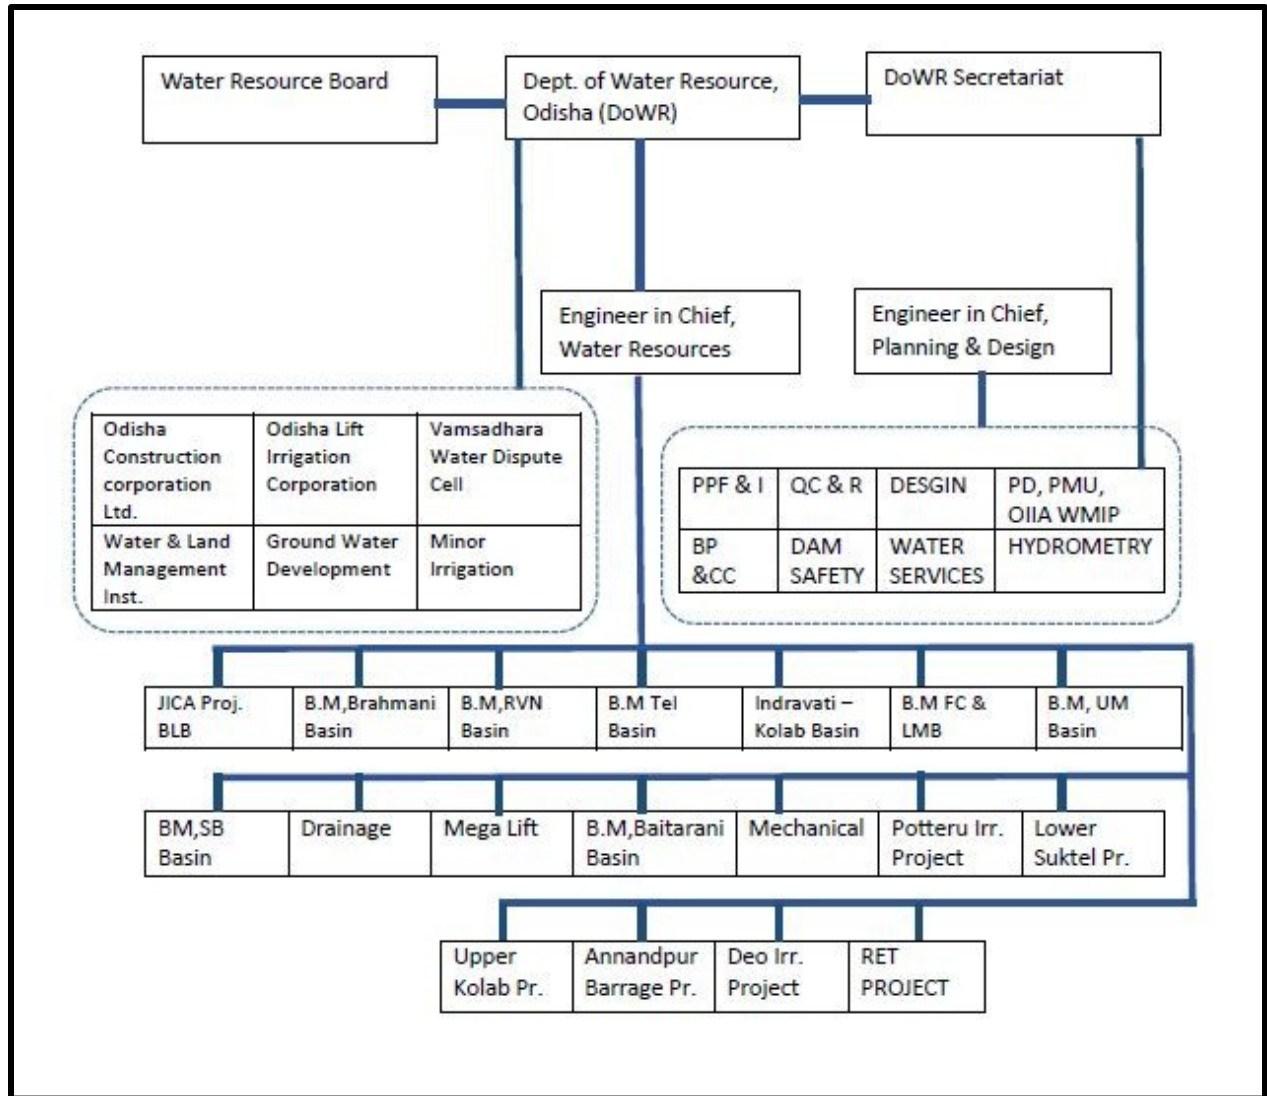 Water Resource Board
Dept. of Water Resource,
Odisha (DoWR)
DoWR Secretariat
Engineer in Chief,
Water Resources
Engineer in Chief,
Planning & Design
Odisha
Construction
corporation
Ltd.
Odisha Lift
Irrigation
Corporation
Vamsadhara
Water Dispute
Cell
Water & Land
Management
Inst.
Ground Water
Development
Minor
Irrigation
PPF & I
QC & R
DESGIN
PD, PMU,
OIIA WMIP
BP
&CC
DAM
SAFETY
WATER
SERVICES
HYDROMETRY
JICA Proj.
BLB
B.M,Brahmani
Basin
B.M,RVN
Basin
B.M Tel
Basin
Indravati –
Kolab Basin
B.M FC &
LMB
B.M, UM
Basin
BM,SB
Basin
Drainage
Mega Lift
B.M,Baitarani
Basin
Mechanical
Potteru Irr.
Project
Lower
Suktel Pr.
Upper
Kolab Pr.
Annandpur
Barrage Pr.
Deo Irr.
Project
RET
PROJECT